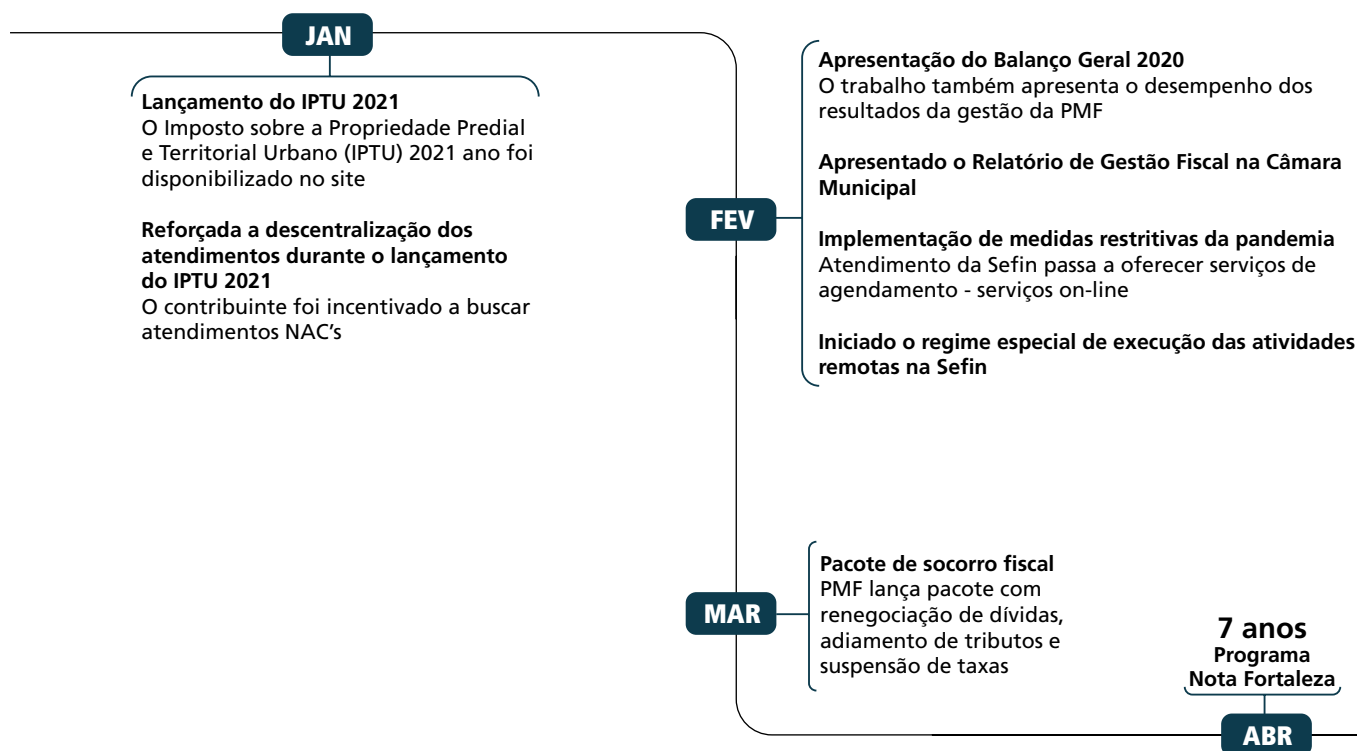 JAN
Lançamento do IPTU 2021
O Imposto sobre a Propriedade Predial
e Territorial Urbano (IPTU) 2021 ano foi
disponibilizado no site
Reforçada a descentralização dos
atendimentos durante o lançamento
do IPTU 2021
O contribuinte foi incentivado a buscar
atendimentos NAC’s
FEV
Apresentação do Balanço Geral 2020
O trabalho também apresenta o desempenho dos
resultados da gestão da PMF
Apresentado o Relatório de Gestão Fiscal na Câmara
Municipal
Implementação de medidas restritivas da pandemia
Atendimento da Sefin passa a oferecer serviços de
agendamento - serviços on-line
Iniciado o regime especial de execução das atividades
remotas na Sefin
MAR
Pacote de socorro fiscal
PMF lança pacote com
renegociação de dívidas,
adiamento de tributos e
suspensão de taxas
7 anos
Programa
Nota Fortaleza
ABR